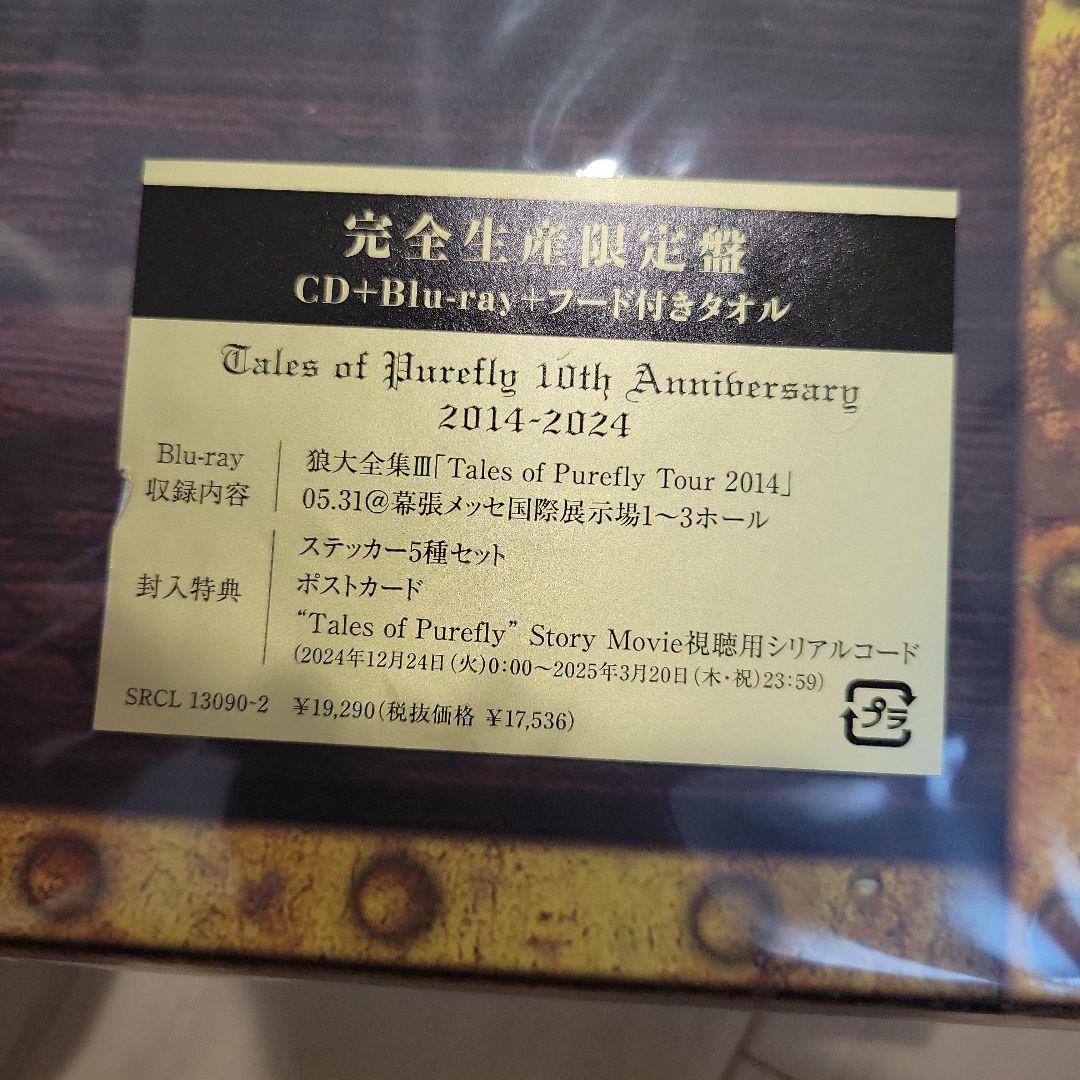 完全生産限定盤
CD+Blu-ray+フード付きタオル
Tales of Purefly 10th Anniversary
2014-2024
Blu-ray
収録内容
狼大全集Ⅲ「Tales of Purefly Tour 2014」
05.31@幕張メッセ国際展示場1〜3ホール
封入特典
ステッカー5種セット
ポストカード
“Tales of Purefly” Story Movie視聴用シリアルコード
(2024年12月24日(火)0:00〜2025年3月20日(木・祝)23:59)
SRCL 13090-2 ¥19,290(税抜価格 ¥17,536)
プラ